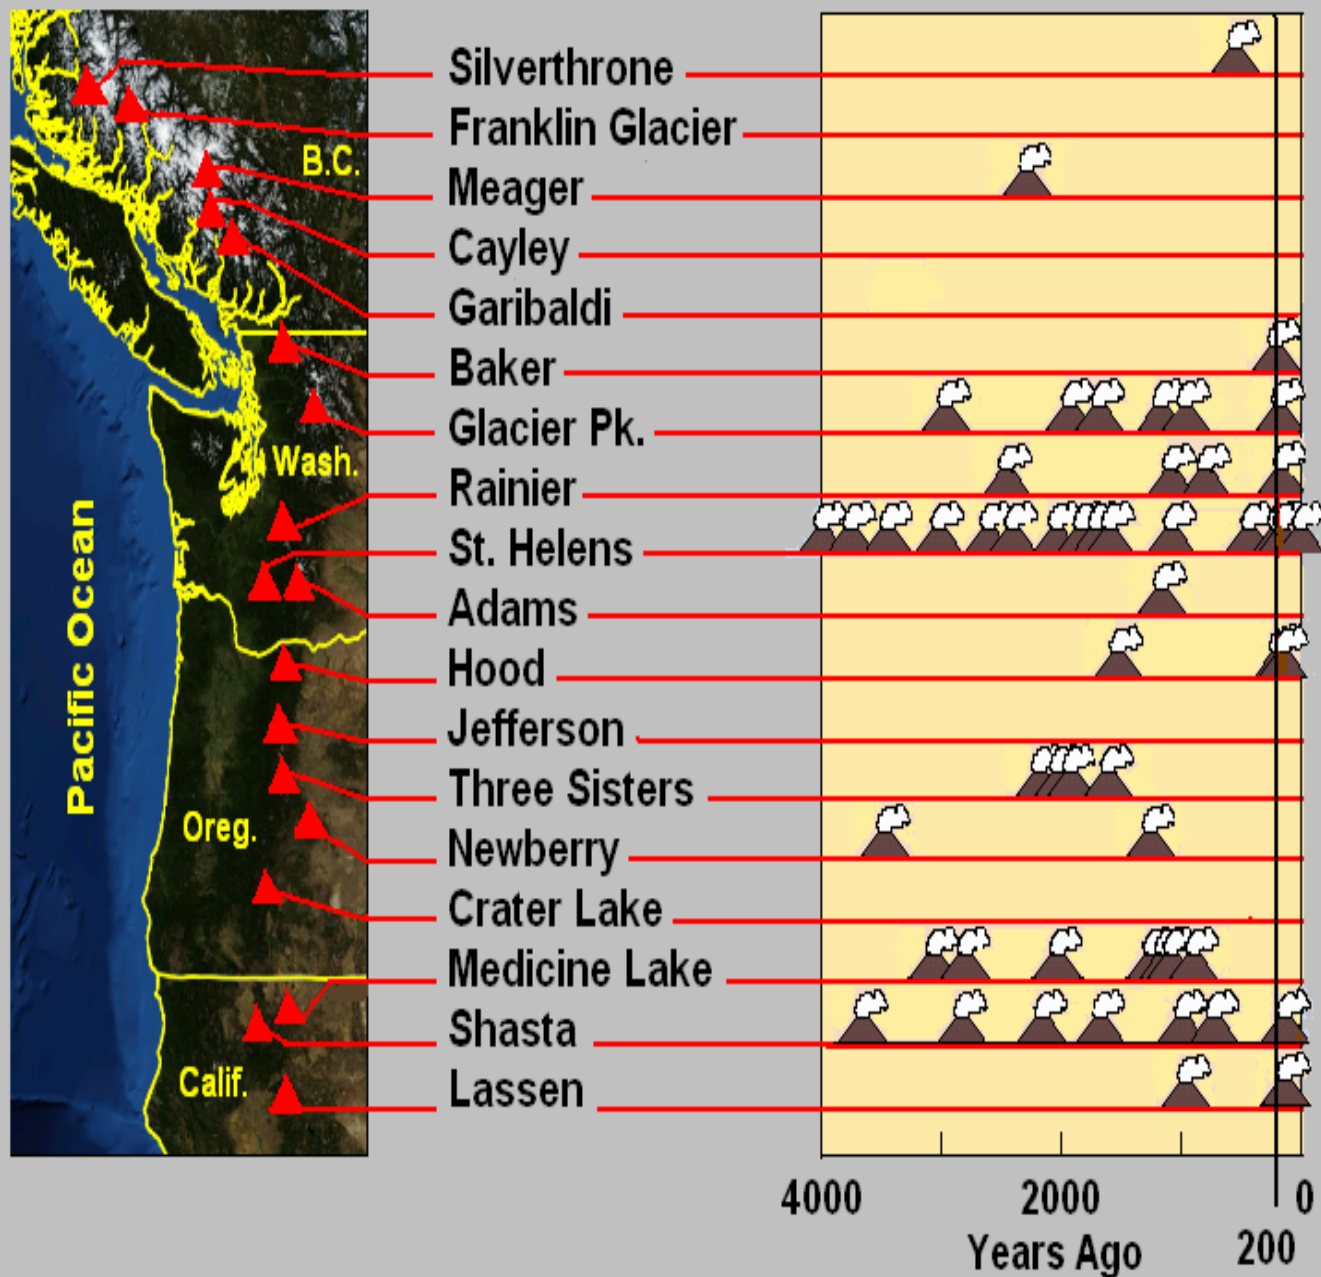 Silverthrone
Franklin Glacier
B.C.
Meager
Cayley
Garibaldi
Baker
Glacier Pk.
Wash.
Rainier
St. Helens
Adams
Pacific Ocean
Hood
Jefferson
Three Sisters
Oreg.
Newberry
Crater Lake
Medicine Lake
Shasta
Calif.
Lassen
4000 2000 0
Years Ago 200